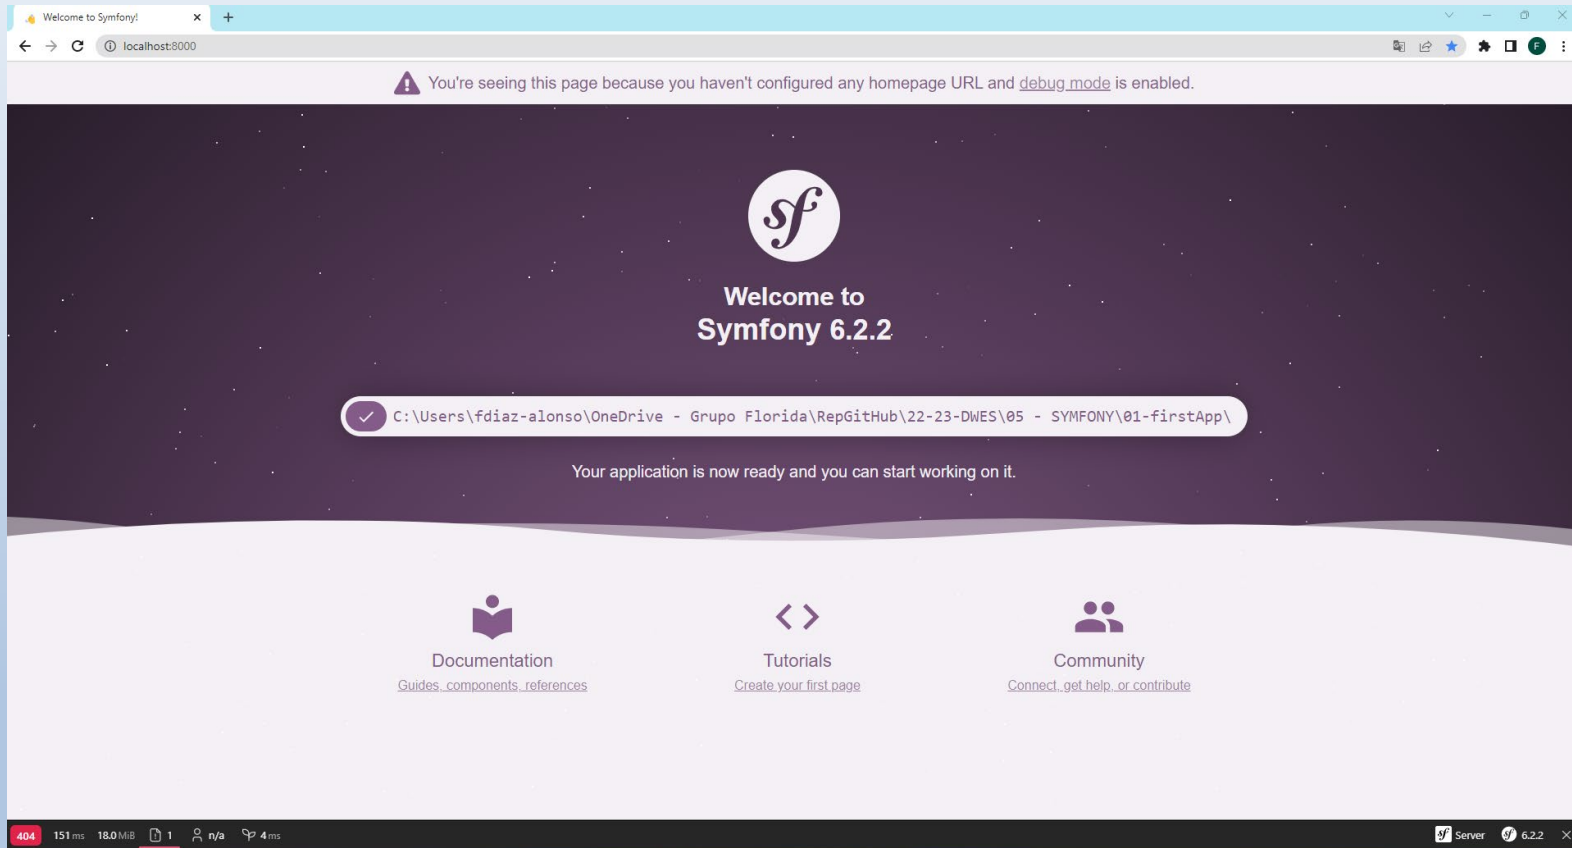 Welcome to Symfony!
localhost:8000
F
You're seeing this page because you haven't configured any homepage URL and debug mode is enabled.
sf
Welcome to
Symfony 6.2.2
C:\Users\fdiaz-alonso\OneDrive - Grupo Florida\RepGitHub\22-23-DWES\05 - SYMFONY\01-firstApp\
Your application is now ready and you can start working on it.
Documentation Tutorials Community
Guides, components, references Create your first page Connect, get help, or contribute
404 151 ms 18.0 MiB 1 n/a 4 ms sf Server sf 6.2.2